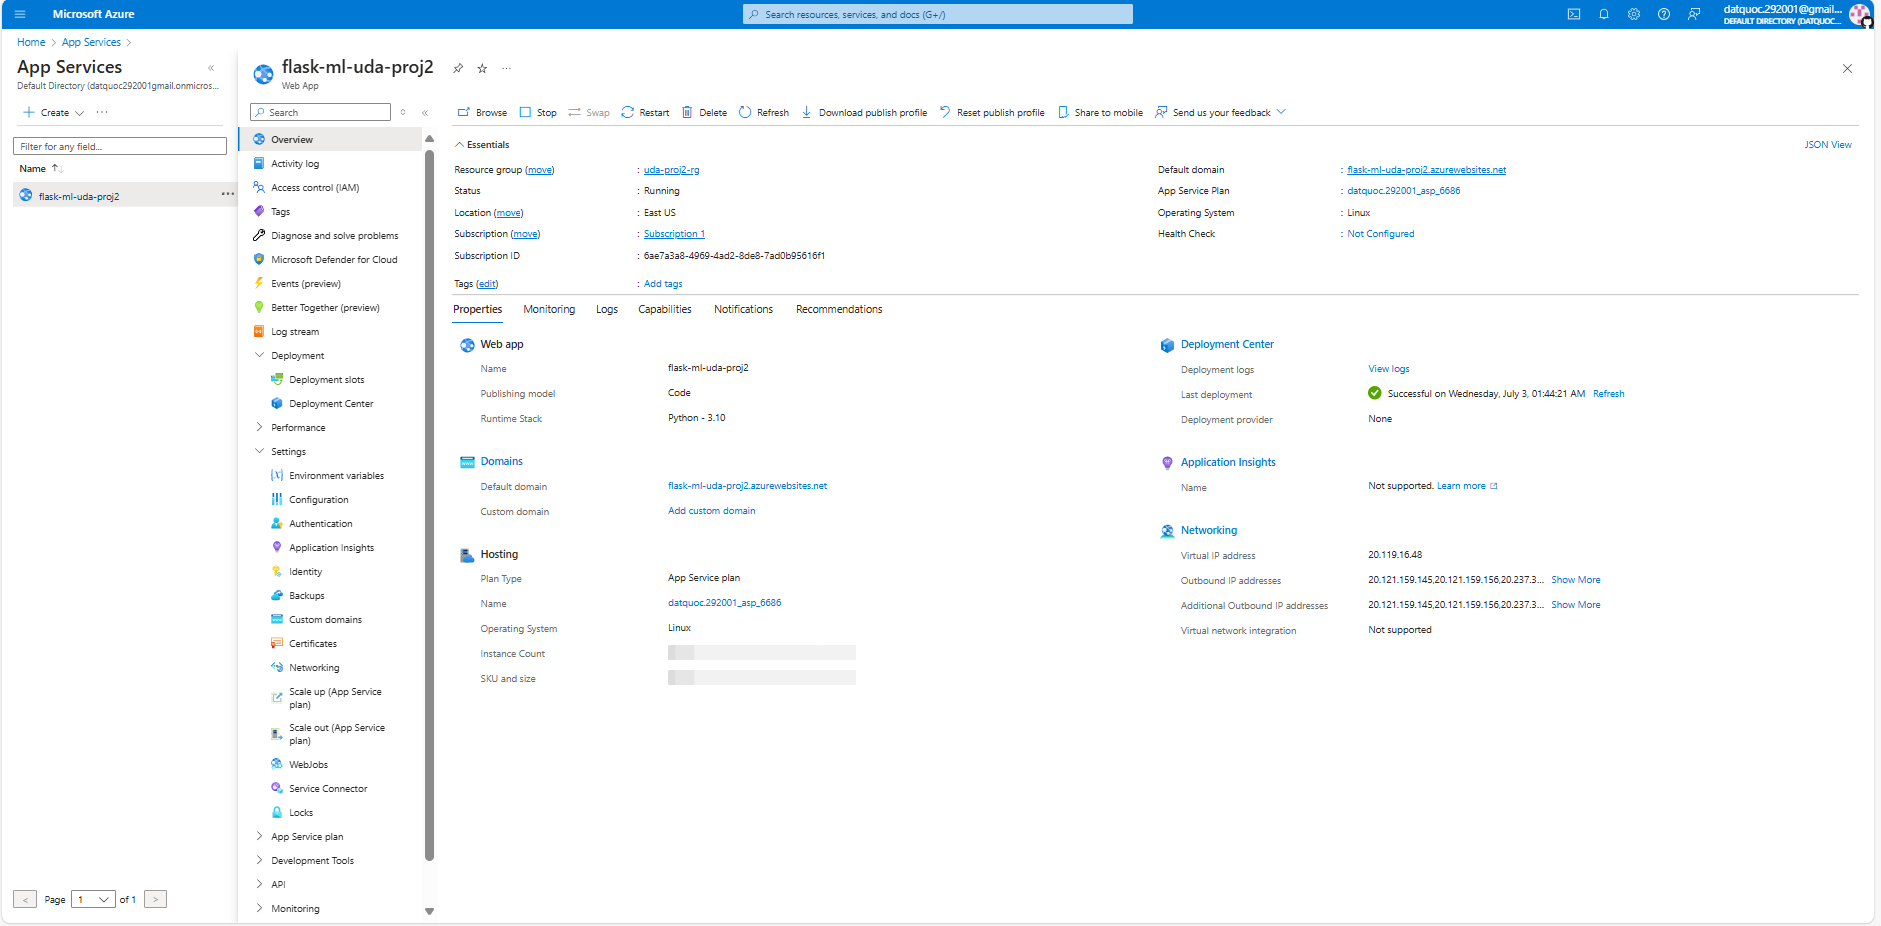 Microsoft Azure
Search resources, services, and docs (G+/)
datquoc.292001@gmail...
DEFAULT DIRECTORY (DATQUOC...
Home > App Services >
App Services
Default Directory (datquoc292001gmail.onmicros...
Create
Filter for any field...
Name
flask-ml-uda-proj2
Page 1 of 1
flask-ml-uda-proj2
Web App
Search
Overview
Activity log
Access control (IAM)
Tags
Diagnose and solve problems
Microsoft Defender for Cloud
Events (preview)
Better Together (preview)
Log stream
Deployment
Deployment slots
Deployment Center
Performance
Settings
Environment variables
Configuration
Authentication
Application Insights
Identity
Backups
Custom domains
Certificates
Networking
Scale up (App Service
plan)
Scale out (App Service
plan)
WebJobs
Service Connector
Locks
App Service plan
Development Tools
API
Monitoring
Browse Stop Swap Restart Delete Refresh Download publish profile Reset publish profile Share to mobile Send us your feedback
Essentials
JSON View
Resource group (move) : uda-proj2-rg
Status : Running
Location (move) : East US
Subscription (move) : Subscription 1
Subscription ID : 6ae7a3a8-4969-4ad2-8de8-7ad0b95616f1
Tags (edit) : Add tags
Default domain : flask-ml-uda-proj2.azurewebsites.net
App Service Plan : datquoc.292001_asp_6686
Operating System : Linux
Health Check : Not Configured
Properties Monitoring Logs Capabilities Notifications Recommendations
Web app
Name flask-ml-uda-proj2
Publishing model Code
Runtime Stack Python - 3.10
Domains
Default domain flask-ml-uda-proj2.azurewebsites.net
Custom domain Add custom domain
Hosting
Plan Type App Service plan
Name datquoc.292001_asp_6686
Operating System Linux
Instance Count
SKU and size
Deployment Center
Deployment logs View logs
Last deployment Successful on Wednesday, July 3, 01:44:21 AM Refresh
Deployment provider None
Application Insights
Name Not supported. Learn more
Networking
Virtual IP address 20.119.16.48
Outbound IP addresses 20.121.159.145,20.121.159.156,20.237.3... Show More
Additional Outbound IP addresses 20.121.159.145,20.121.159.156,20.237.3... Show More
Virtual network integration Not supported